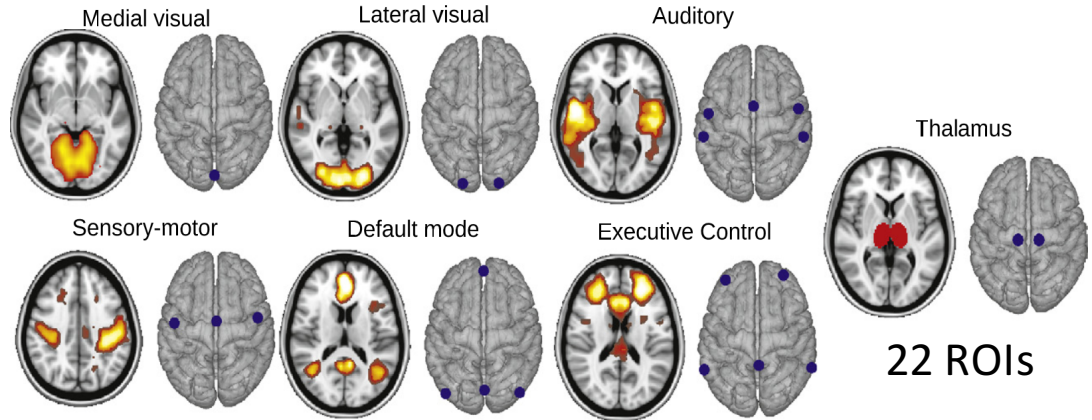 Medial visual
Lateral visual
Auditory
Thalamus
Sensory-motor
Default mode
Executive Control
22 ROIs